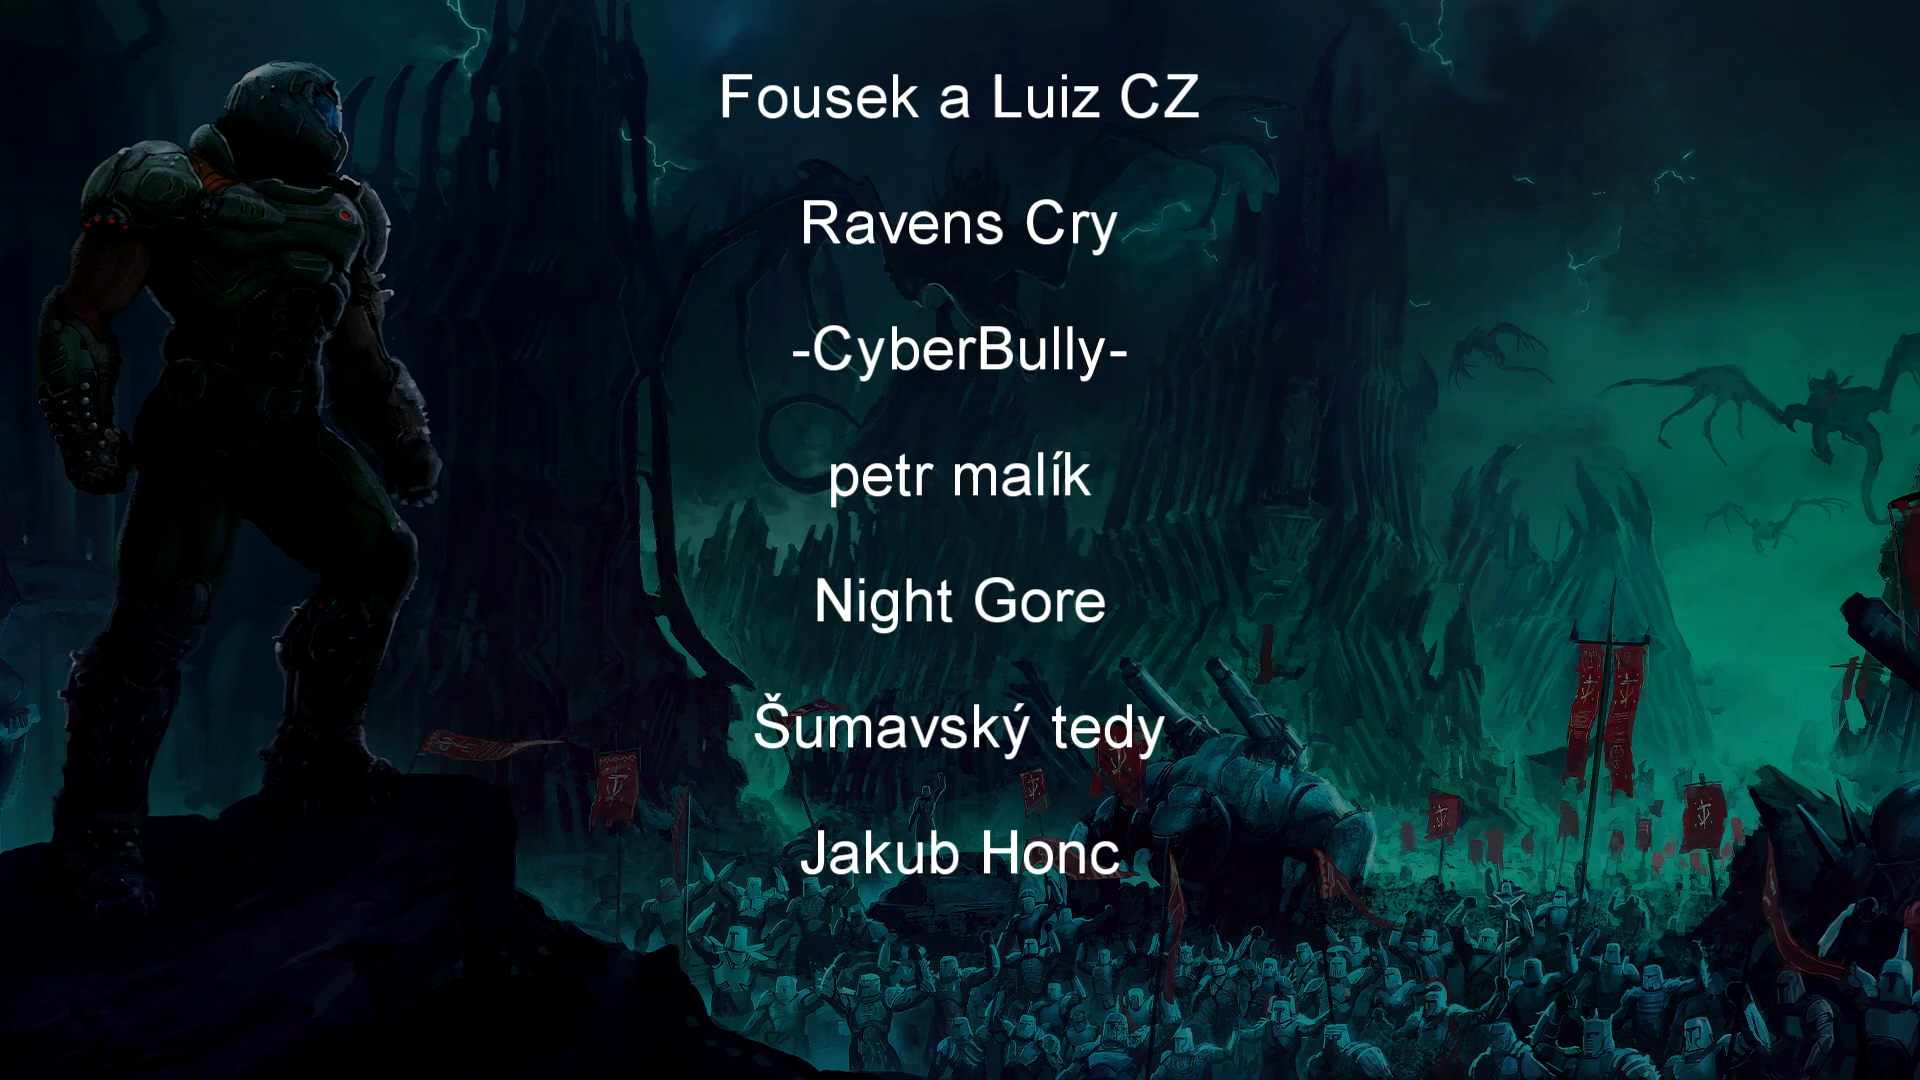 Fousek a Luiz CZ
Ravens Cry
-CyberBully-
petr malík
Night Gore
Šumavský tedy
Jakub Honc